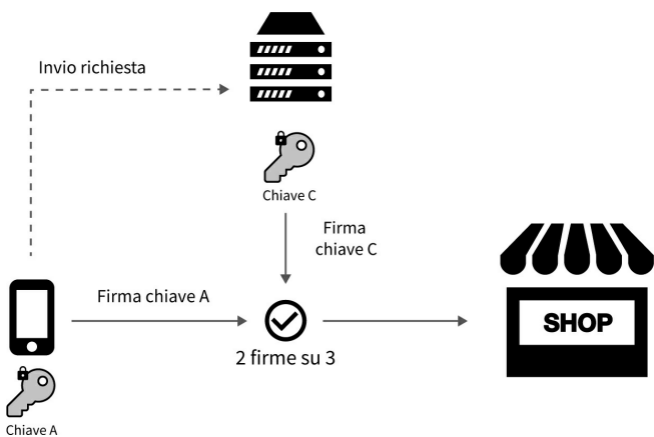 Invio richiesta
Chiave C
Firma
chiave C
Firma chiave A
SHOP
2 firme su 3
Chiave A